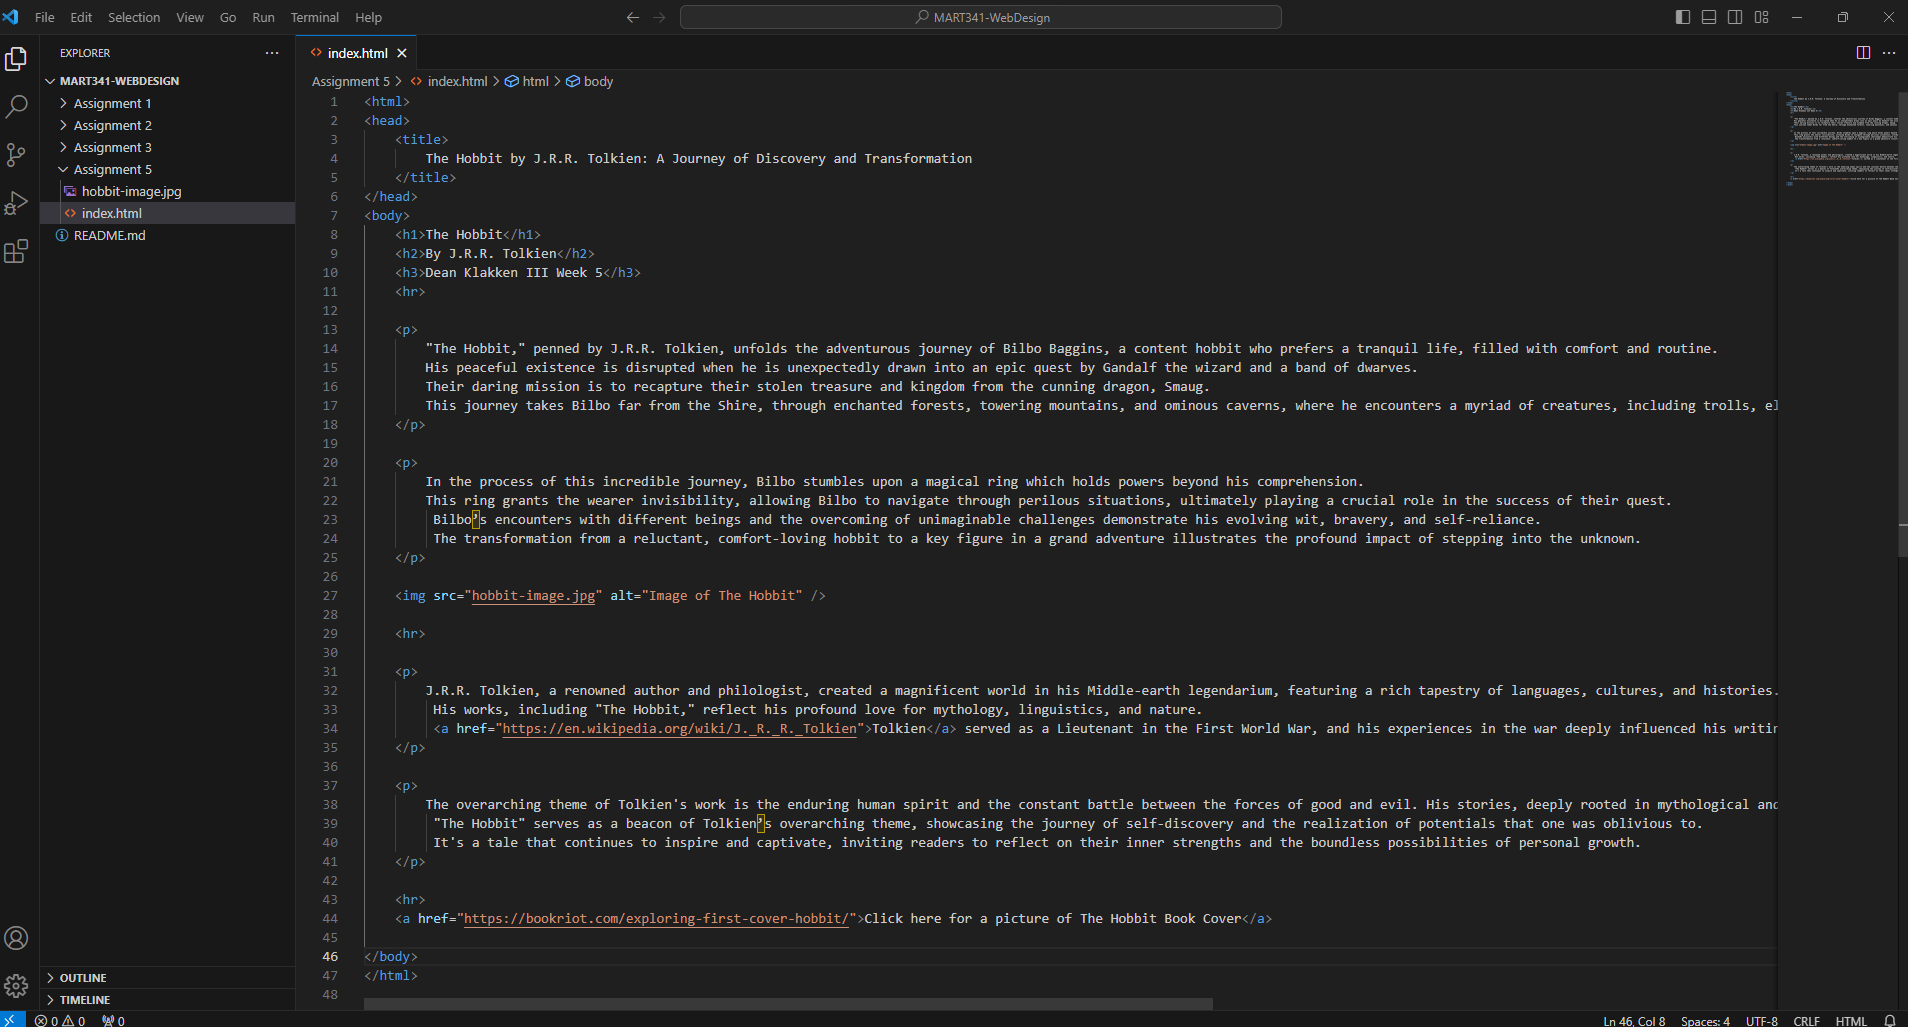 File Edit Selection View Go Run Terminal Help
MART341-WebDesign
EXPLORER
MART341-WEBDESIGN
Assignment 1
Assignment 2
Assignment 3
Assignment 5
hobbit-image.jpg
index.html
README.md
OUTLINE
TIMELINE
index.html
Assignment 5 > index.html > html > body
1 <html>
2 <head>
3 <title>
4 The Hobbit by J.R.R. Tolkien: A Journey of Discovery and Transformation
5 </title>
6 </head>
7 <body>
8 <h1>The Hobbit</h1>
9 <h2>By J.R.R. Tolkien</h2>
10 <h3>Dean Klakken III Week 5</h3>
11 <hr>
12
13 <p>
14 "The Hobbit," penned by J.R.R. Tolkien, unfolds the adventurous journey of Bilbo Baggins, a content hobbit who prefers a tranquil life, filled with comfort and routine.
15 His peaceful existence is disrupted when he is unexpectedly drawn into an epic quest by Gandalf the wizard and a band of dwarves.
16 Their daring mission is to recapture their stolen treasure and kingdom from the cunning dragon, Smaug.
17 This journey takes Bilbo far from the Shire, through enchanted forests, towering mountains, and ominous caverns, where he encounters a myriad of creatures, including trolls, el
18 </p>
19
20 <p>
21 In the process of this incredible journey, Bilbo stumbles upon a magical ring which holds powers beyond his comprehension.
22 This ring grants the wearer invisibility, allowing Bilbo to navigate through perilous situations, ultimately playing a crucial role in the success of their quest.
23 Bilbo’s encounters with different beings and the overcoming of unimaginable challenges demonstrate his evolving wit, bravery, and self-reliance.
24 The transformation from a reluctant, comfort-loving hobbit to a key figure in a grand adventure illustrates the profound impact of stepping into the unknown.
25 </p>
26
27 <img src="hobbit-image.jpg" alt="Image of The Hobbit" />
28
29 <hr>
30
31 <p>
32 J.R.R. Tolkien, a renowned author and philologist, created a magnificent world in his Middle-earth legendarium, featuring a rich tapestry of languages, cultures, and histories.
33 His works, including "The Hobbit," reflect his profound love for mythology, linguistics, and nature.
34 <a href="https://en.wikipedia.org/wiki/J._R._R._Tolkien">Tolkien</a> served as a Lieutenant in the First World War, and his experiences in the war deeply influenced his writin
35 </p>
36
37 <p>
38 The overarching theme of Tolkien's work is the enduring human spirit and the constant battle between the forces of good and evil. His stories, deeply rooted in mythological and
39 "The Hobbit" serves as a beacon of Tolkien’s overarching theme, showcasing the journey of self-discovery and the realization of potentials that one was oblivious to.
40 It's a tale that continues to inspire and captivate, inviting readers to reflect on their inner strengths and the boundless possibilities of personal growth.
41 </p>
42
43 <hr>
44 <a href="https://bookriot.com/exploring-first-cover-hobbit/">Click here for a picture of The Hobbit Book Cover</a>
45
46 </body>
47 </html>
48
0 0 0
Ln 46, Col 8 Spaces: 4 UTF-8 CRLF HTML